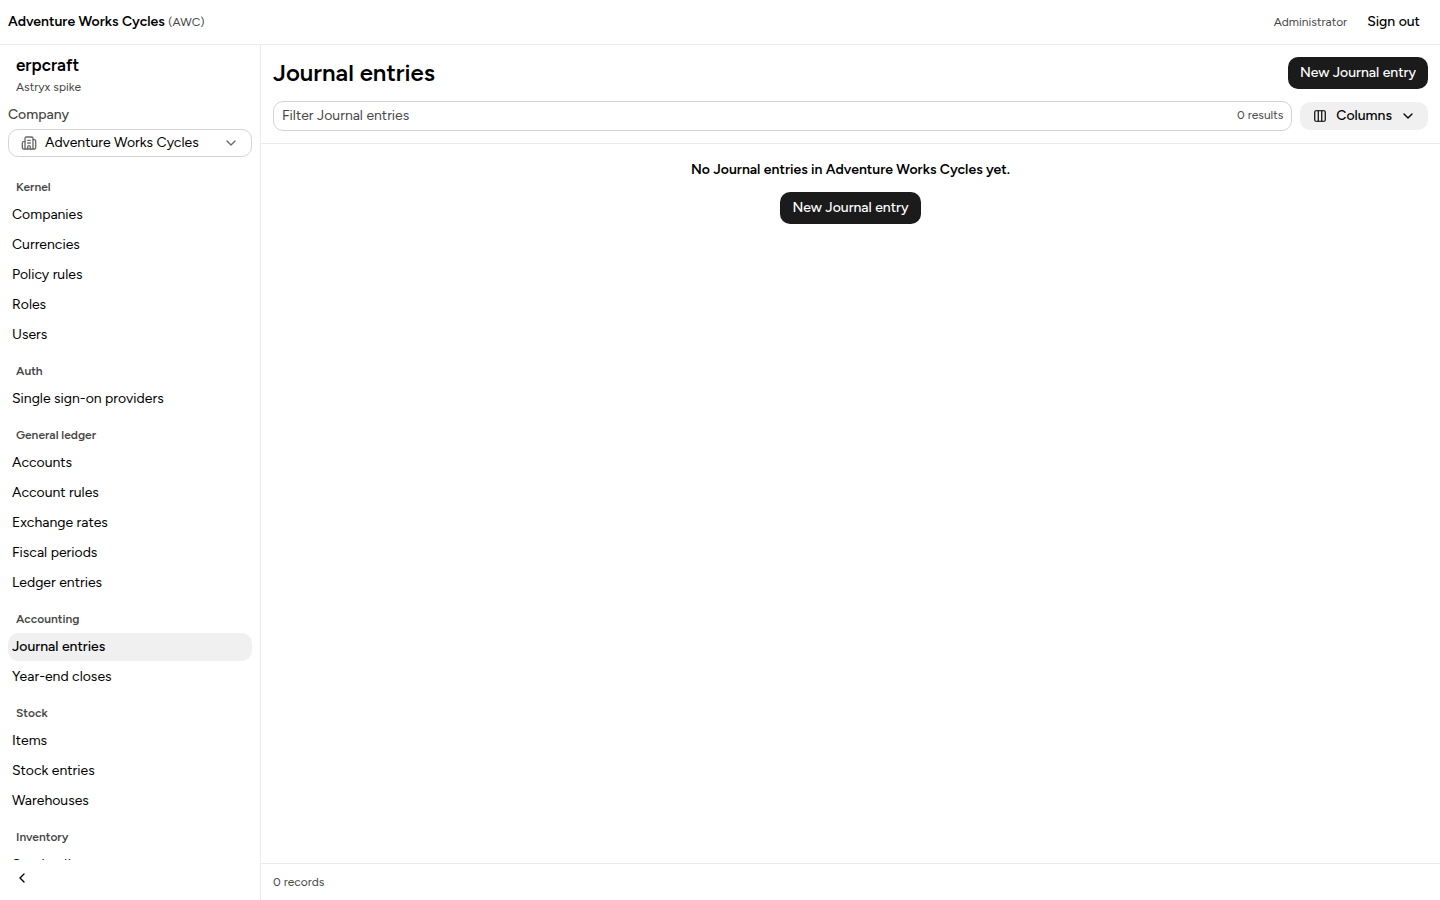 Adventure Works Cycles (AWC)
Administrator
Sign out
erpcraft
Astryx spike
Company
Adventure Works Cycles
Kernel
Companies
Currencies
Policy rules
Roles
Users
Auth
Single sign-on providers
General ledger
Accounts
Account rules
Exchange rates
Fiscal periods
Ledger entries
Accounting
Journal entries
Year-end closes
Stock
Items
Stock entries
Warehouses
Inventory
Journal entries
New Journal entry
Filter Journal entries
0 results
Columns
No Journal entries in Adventure Works Cycles yet.
New Journal entry
0 records